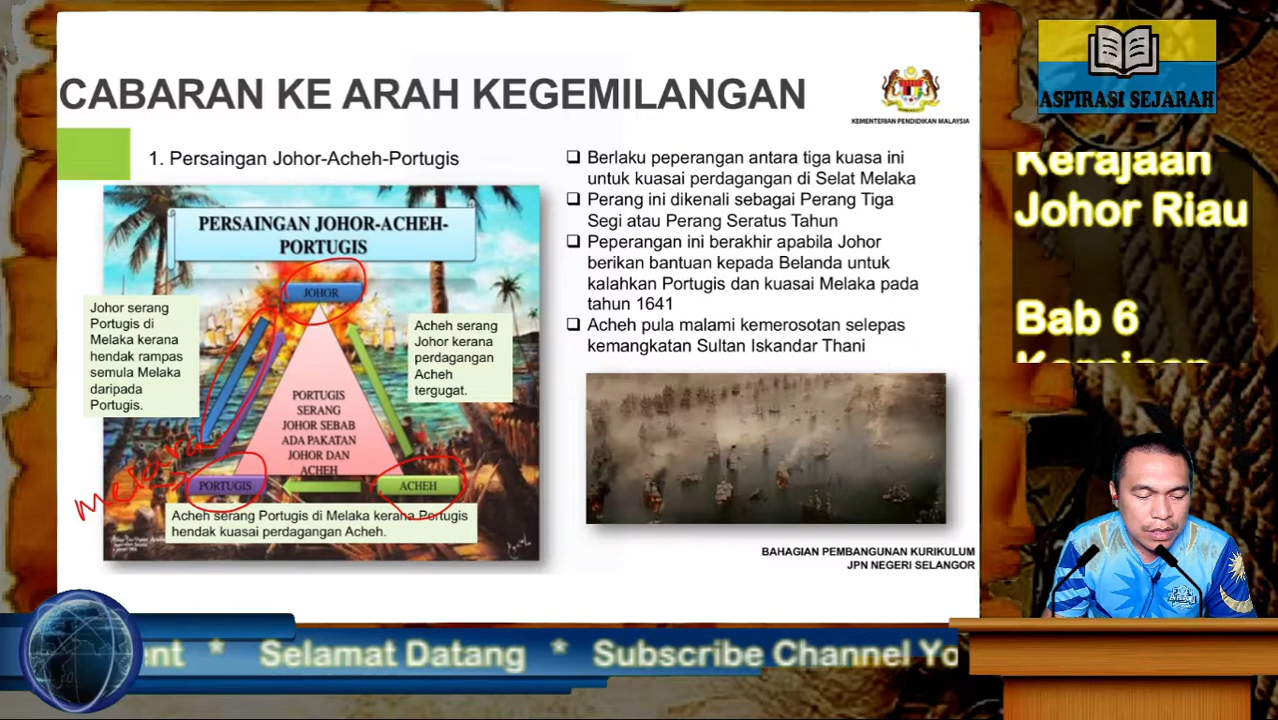 CABARAN KE ARAH KEGEMILANGAN
KEMENTERIAN PENDIDIKAN MALAYSIA
1. Persaingan Johor-Acheh-Portugis
PERSAINGAN JOHOR-ACHEH-
PORTUGIS
JOHOR
Johor serang
Portugis di
Melaka kerana
hendak rampas
semula Melaka
daripada
Portugis.
Acheh serang
Johor kerana
perdagangan
Acheh
tergugat.
PORTUGIS
SERANG
JOHOR SEBAB
ADA PAKATAN
JOHOR DAN
ACHEH
melaka
PORTUGIS
ACHEH
Acheh serang Portugis di Melaka kerana Portugis
hendak kuasai perdagangan Acheh.
Berlaku peperangan antara tiga kuasa ini
untuk kuasai perdagangan di Selat Melaka
Perang ini dikenali sebagai Perang Tiga
Segi atau Perang Seratus Tahun
Peperangan ini berakhir apabila Johor
berikan bantuan kepada Belanda untuk
kalahkan Portugis dan kuasai Melaka pada
tahun 1641
Acheh pula malami kemerosotan selepas
kemangkatan Sultan Iskandar Thani
BAHAGIAN PEMBANGUNAN KURIKULUM
JPN NEGERI SELANGOR
ASPIRASI SEJARAH
Kerajaan
Johor Riau
Bab 6
Kerajaan
ent * Selamat Datang * Subscribe Channel Yo